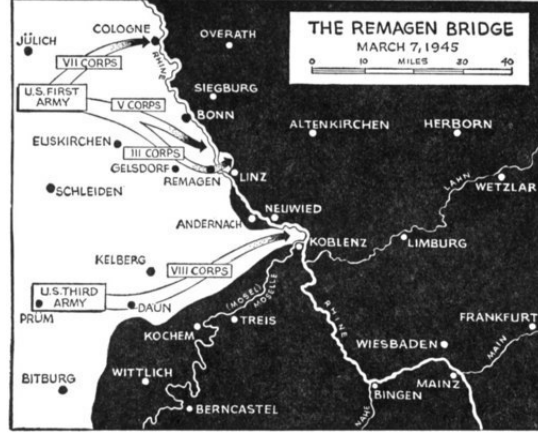 THE REMAGEN BRIDGE
MARCH 7, 1945
0 10 20 30 40
MILES
COLOGNE
OVERATH
JÜLICH
VII CORPS
RHINE
U.S. FIRST
ARMY
SIEGBURG
V CORPS
BONN
ALTENKIRCHEN
HERBORN
EUSKIRCHEN
III CORPS
GELSDORF
REMAGEN
LINZ
LAHN
WETZLAR
SCHLEIDEN
NEUWIED
ANDERNACH
KOBLENZ
LIMBURG
KELBERG
VIII CORPS
U.S. THIRD
ARMY
(MOSEL)
MOSELLE
RHINE
PRÜM
DAUN
TREIS
FRANKFURT
KOCHEM
WIESBADEN
MAIN
WITTLICH
BITBURG
BINGEN
MAINZ
NAHE
BERNCASTEL